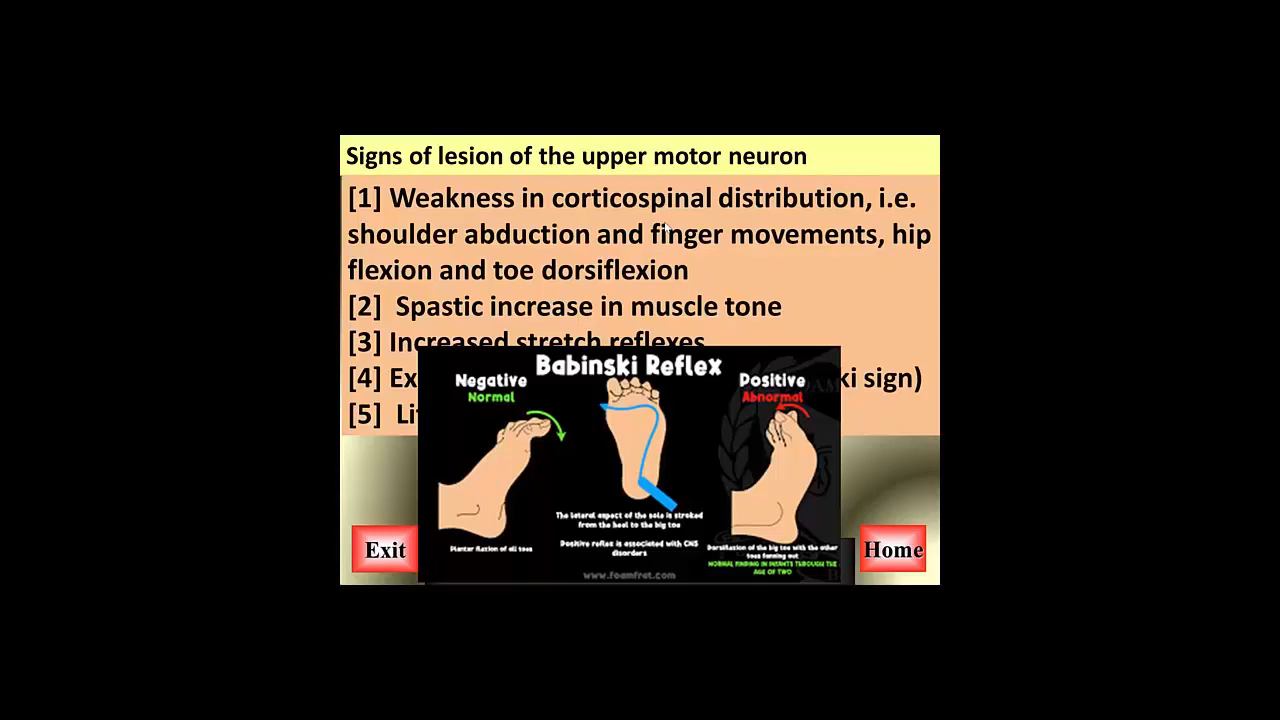 Signs of lesion of the upper motor neuron
[1] Weakness in corticospinal distribution, i.e.
shoulder abduction and finger movements, hip
flexion and toe dorsiflexion
[2] Spastic increase in muscle tone
[3] Increased stretch reflexes
[4] Ex ki sign)
[5] Li
Babinski Reflex
Negative
Normal
Positive
Abnormal
The lateral aspect of the sole is stroked
from the heel to the big toe
Positive reflex is associated with CNS
disorders
Planter flexion of all toes
Dorsiflexion of the big toe with the other
toes fanning out
NORMAL FINDING IN INFANTS THROUGH THE
AGE OF TWO
www.foamfrat.com
Exit
Home